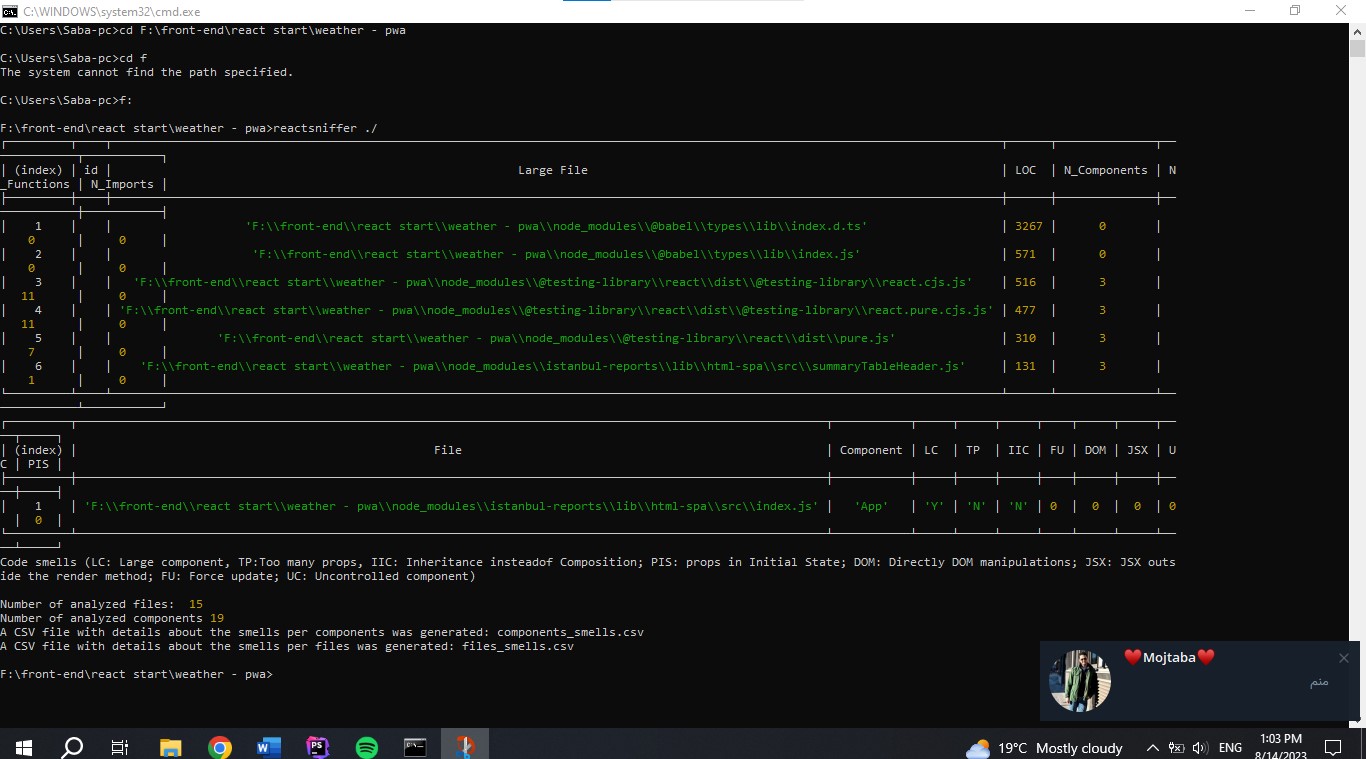 C:\WINDOWS\system32\cmd.exe
C:\Users\Saba-pc>cd F:\front-end\react start\weather - pwa
C:\Users\Saba-pc>cd f
The system cannot find the path specified.
C:\Users\Saba-pc>f:
F:\front-end\react start\weather - pwa>reactsniffer ./
| (index) | id | Large File | LOC | N_Components | N
_Functions | N_Imports |
| 1 | | 'F:\\front-end\\react start\\weather - pwa\\node_modules\\@babel\\types\\lib\\index.d.ts' | 3267 | 0 |
0 | 0 |
| 2 | | 'F:\\front-end\\react start\\weather - pwa\\node_modules\\@babel\\types\\lib\\index.js' | 571 | 0 |
0 | 0 |
| 3 | | 'F:\\front-end\\react start\\weather - pwa\\node_modules\\@testing-library\\react\\dist\\@testing-library\\react.cjs.js' | 516 | 3 |
11 | 0 |
| 4 | | 'F:\\front-end\\react start\\weather - pwa\\node_modules\\@testing-library\\react\\dist\\@testing-library\\react.pure.cjs.js' | 477 | 3 |
11 | 0 |
| 5 | | 'F:\\front-end\\react start\\weather - pwa\\node_modules\\@testing-library\\react\\dist\\pure.js' | 310 | 3 |
7 | 0 |
| 6 | | 'F:\\front-end\\react start\\weather - pwa\\node_modules\\istanbul-reports\\lib\\html-spa\\src\\summaryTableHeader.js' | 131 | 3 |
1 | 0 |
| (index) | File | Component | LC | TP | IIC | FU | DOM | JSX | U
C | PIS |
| 1 | 'F:\\front-end\\react start\\weather - pwa\\node_modules\\istanbul-reports\\lib\\html-spa\\src\\index.js' | 'App' | 'Y' | 'N' | 'N' | 0 | 0 | 0 | 0
| 0 |
Code smells (LC: Large component, TP:Too many props, IIC: Inheritance insteadof Composition; PIS: props in Initial State; DOM: Directly DOM manipulations; JSX: JSX outs
ide the render method; FU: Force update; UC: Uncontrolled component)
Number of analyzed files: 15
Number of analyzed components 19
A CSV file with details about the smells per components was generated: components_smells.csv
A CSV file with details about the smells per files was generated: files_smells.csv
F:\front-end\react start\weather - pwa>
❤️Mojtaba❤️
منم
19°C Mostly cloudy
ENG
1:03 PM
8/14/2023